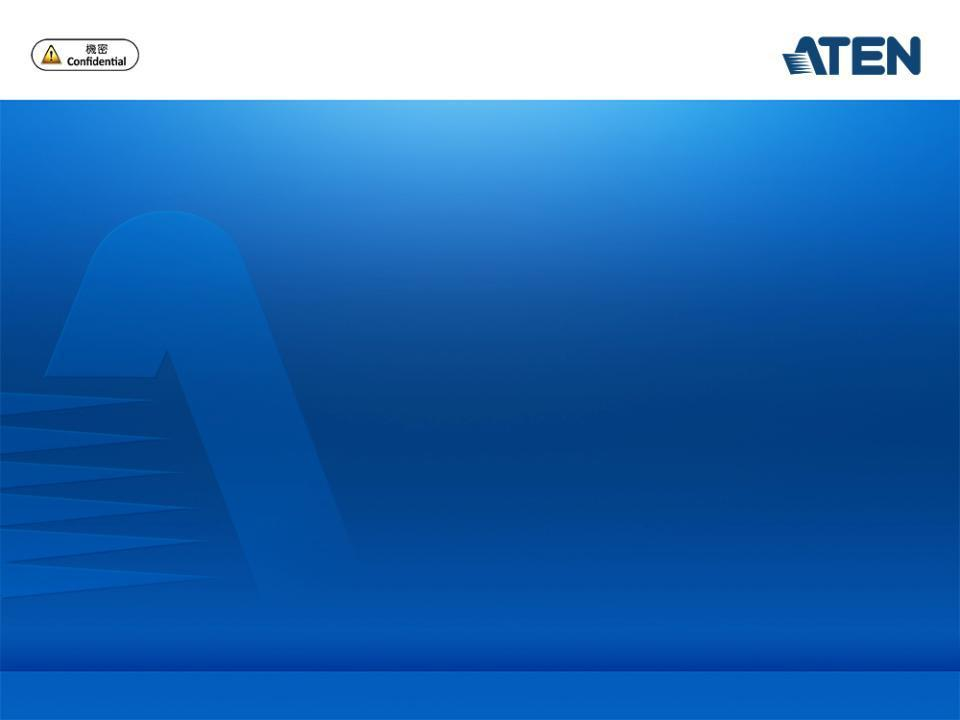 機密
Confidential
ATEN